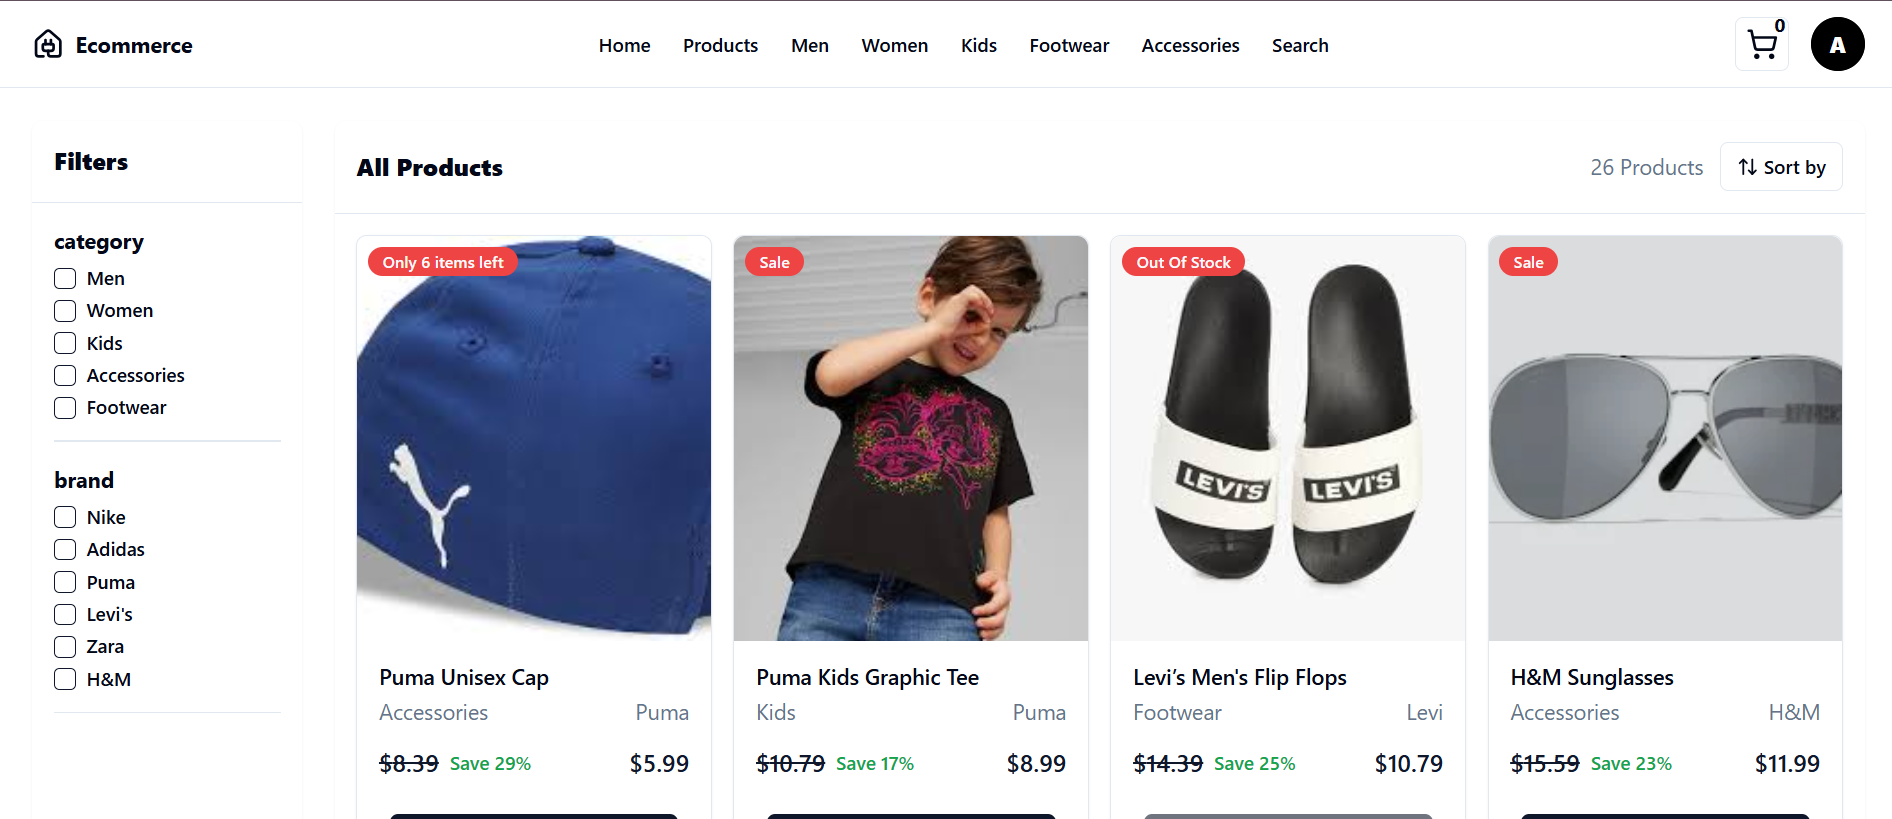 Ecommerce
Home Products Men Women Kids Footwear Accessories Search
0
A
Filters
category
Men
Women
Kids
Accessories
Footwear
brand
Nike
Adidas
Puma
Levi's
Zara
H&M
All Products
26 Products
Sort by
Only 6 items left
Puma Unisex Cap
Accessories Puma
$8.39 Save 29% $5.99
Sale
Puma Kids Graphic Tee
Kids Puma
$10.79 Save 17% $8.99
Out Of Stock
LEVI'S LEVI'S
Levi’s Men's Flip Flops
Footwear Levi
$14.39 Save 25% $10.79
Sale
H&M Sunglasses
Accessories H&M
$15.59 Save 23% $11.99